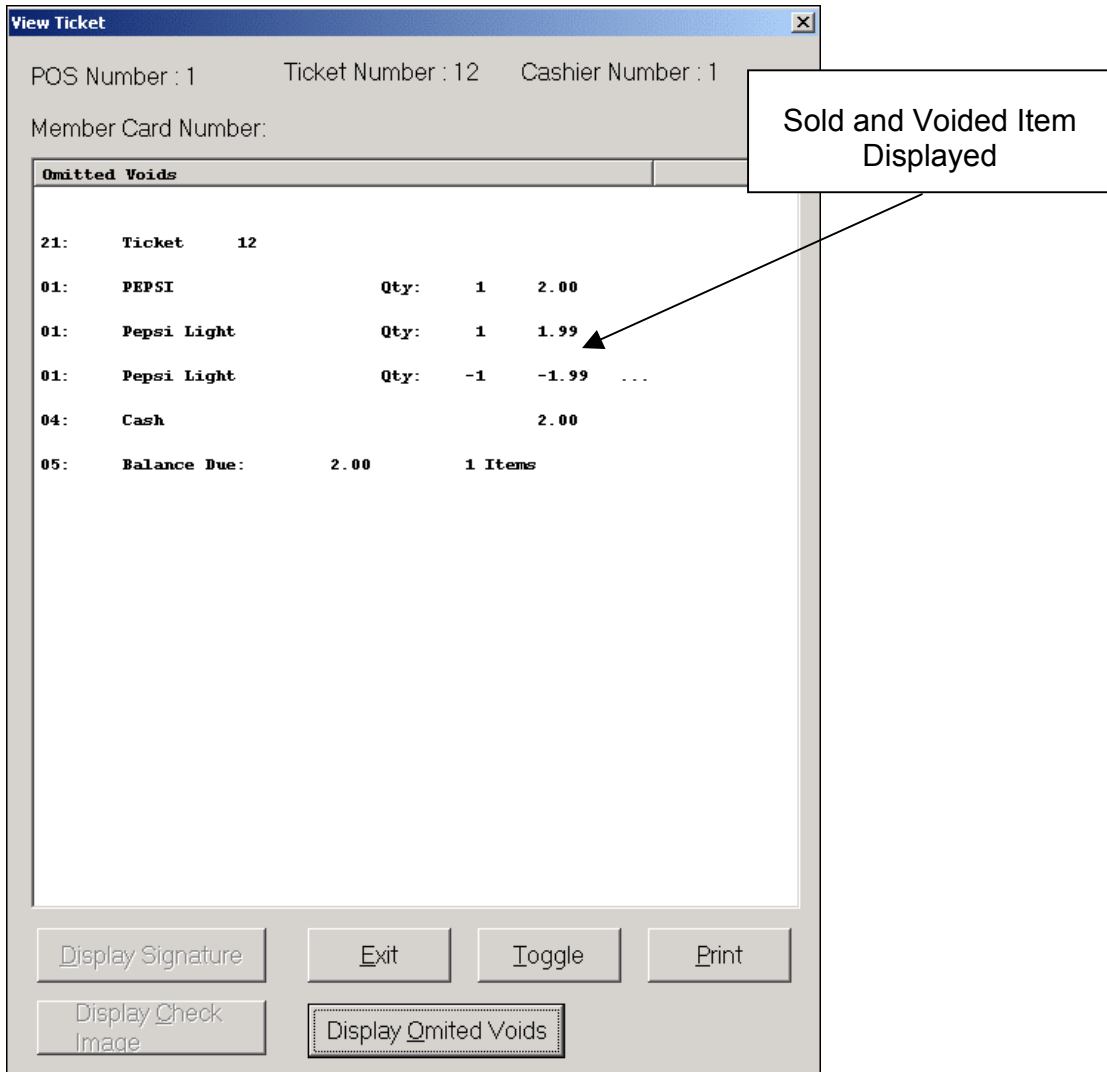 View Ticket
POS Number : 1 Ticket Number : 12 Cashier Number : 1
Member Card Number:
Sold and Voided Item
Displayed
Omitted Voids
21: Ticket 12
01: PEPSI Qty: 1 2.00
01: Pepsi Light Qty: 1 1.99
01: Pepsi Light Qty: -1 -1.99 ...
04: Cash 2.00
05: Balance Due: 2.00 1 Items
Display Signature Exit Toggle Print
Display Check
Image
Display Omited Voids